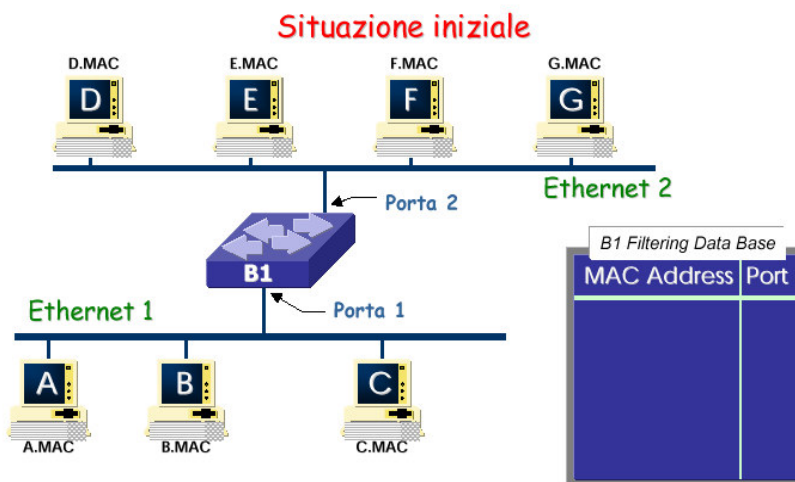 Situazione iniziale
D.MAC E.MAC F.MAC G.MAC
D E F G
Ethernet 2
Porta 2
B1
B1 Filtering Data Base
MAC Address Port
Ethernet 1
Porta 1
A B C
A.MAC B.MAC C.MAC